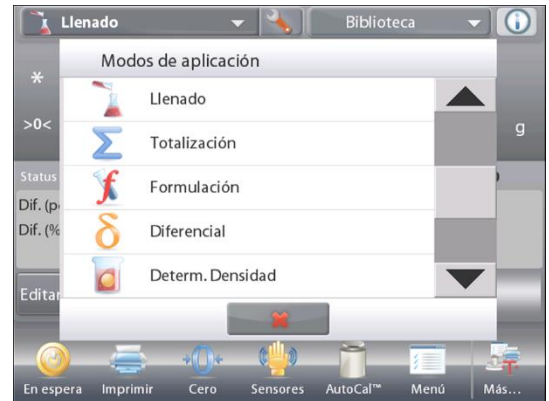 Llenado
Biblioteca
Modos de aplicación
*
Llenado
>0<
g
Totalización
Status
Formulación
Dif. (p
Dif. (%
Diferencial
Determ. Densidad
Editar
En espera
Imprimir
Cero
Sensores
AutoCal™
Menú
Más...